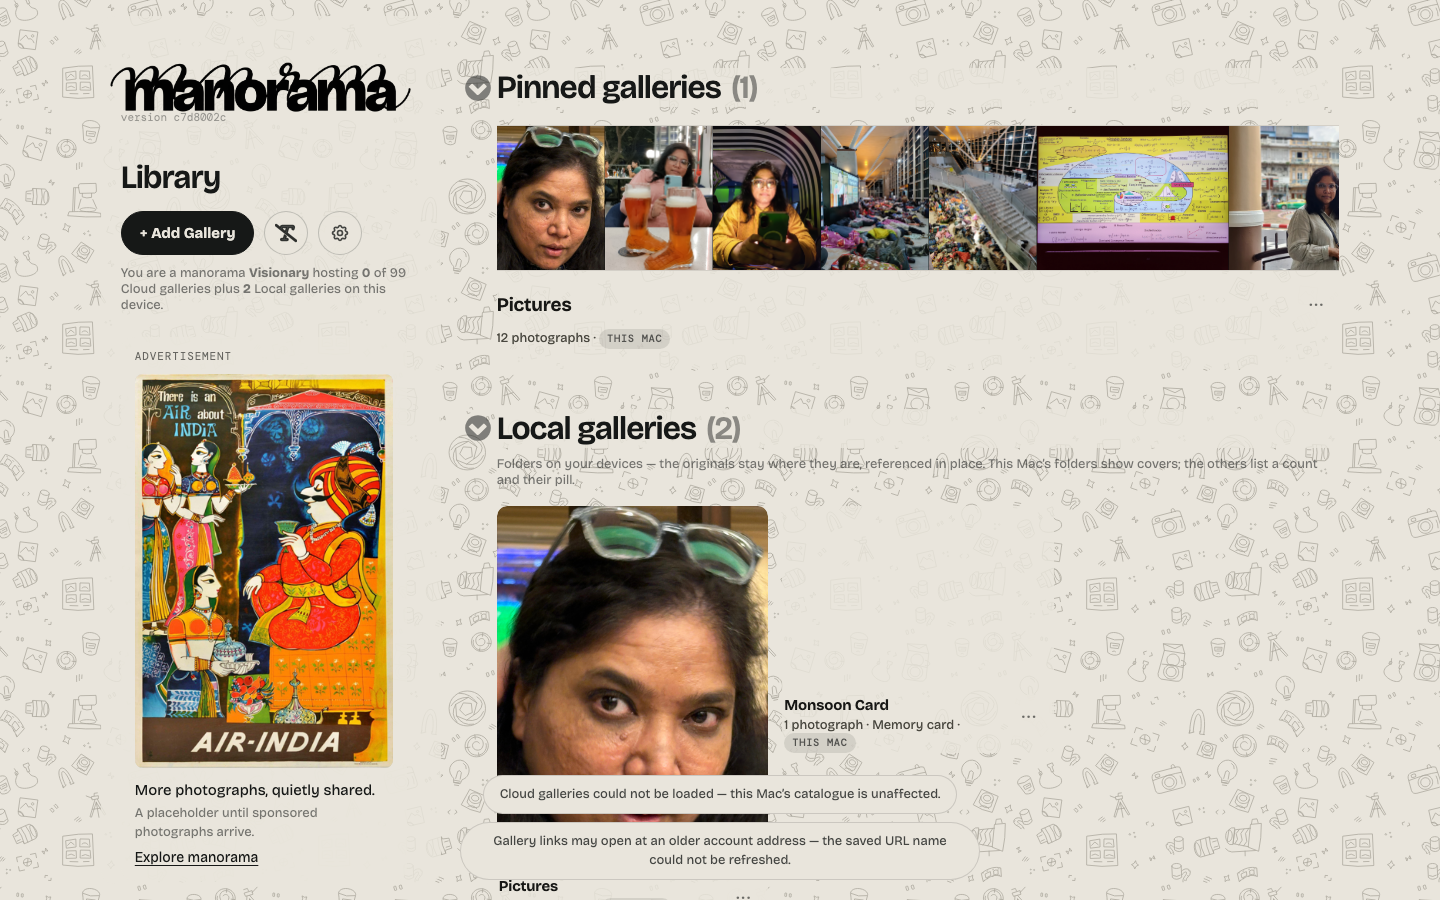 manorama
version c7d8002c
Library
+ Add Gallery
You are a manorama Visionary hosting 0 of 99
Cloud galleries plus 2 Local galleries on this
device.
ADVERTISEMENT
There is an
AIR about
INDIA
AIR-INDIA
More photographs, quietly shared.
A placeholder until sponsored
photographs arrive.
Explore manorama
Pinned galleries (1)
Pictures
12 photographs · THIS MAC
Local galleries (2)
Folders on your devices — the originals stay where they are, referenced in place. This Mac's folders show covers; the others list a count
and their pill.
Monsoon Card
1 photograph · Memory card ·
THIS MAC
Cloud galleries could not be loaded — this Mac's catalogue is unaffected.
Gallery links may open at an older account address — the saved URL name
could not be refreshed.
Pictures